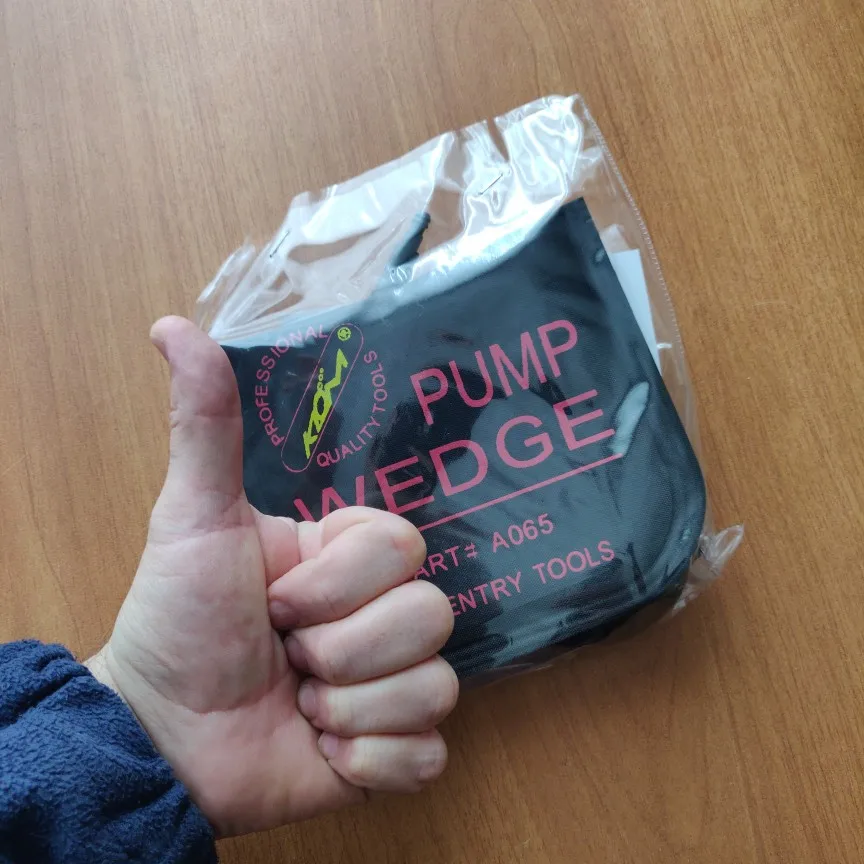 PROFESSIONAL
KLOM
QUALITY TOOLS
PUMP
WEDGE
ART# A065
ENTRY TOOLS